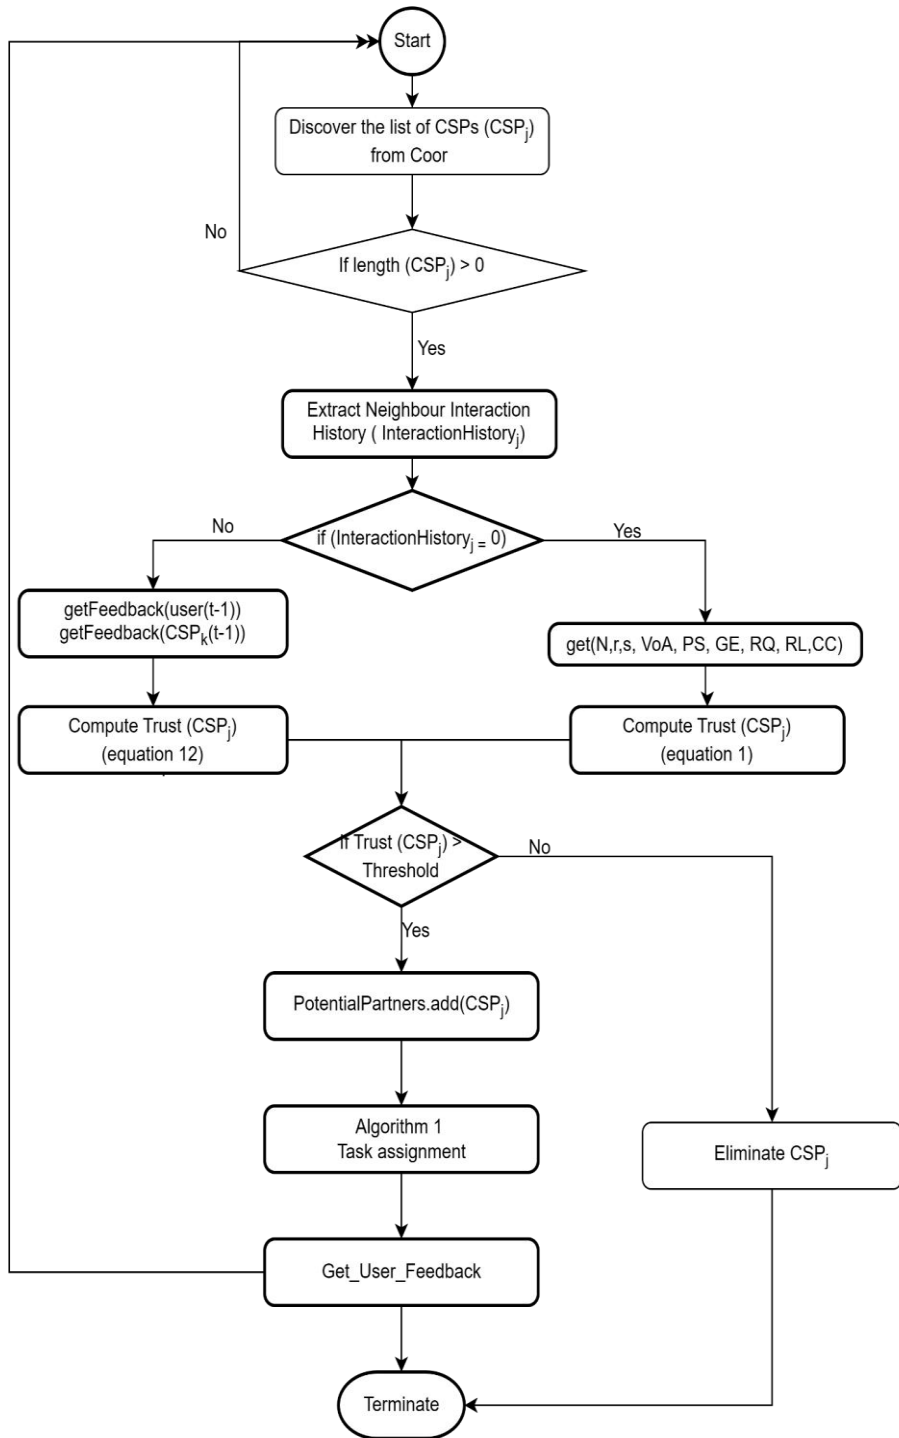 Start
Discover the list of CSPs (CSPj)
from Coor
No
If length (CSPj) > 0
Yes
Extract Neighbour Interaction
History ( InteractionHistoryj)
No
if (InteractionHistoryj = 0)
Yes
getFeedback(user(t-1))
getFeedback(CSPk(t-1))
get(N,r,s, VoA, PS, GE, RQ, RL,CC)
Compute Trust (CSPj)
(equation 12)
Compute Trust (CSPj)
(equation 1)
If Trust (CSPj) >
Threshold
No
Yes
PotentialPartners.add(CSPj)
Algorithm 1
Task assignment
Eliminate CSPj
Get_User_Feedback
Terminate